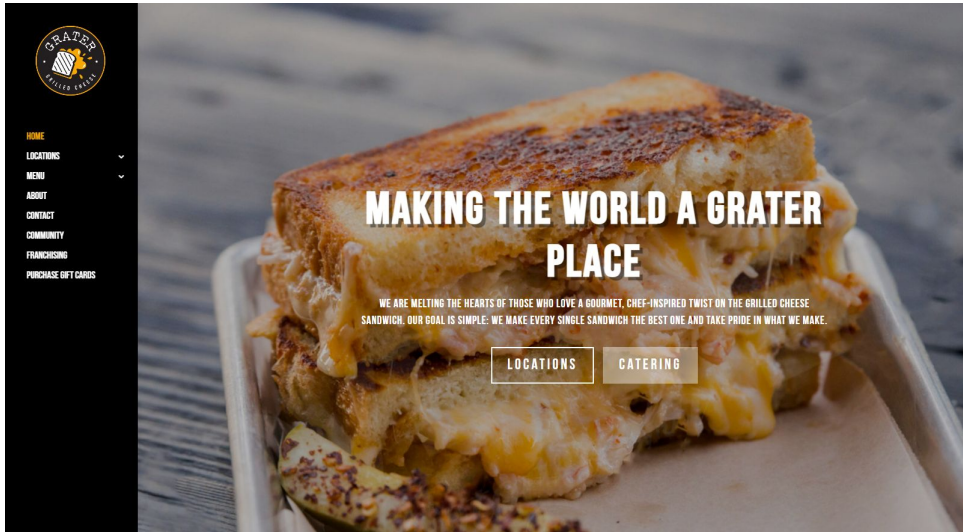 GRATER
GRILLED CHEESE
HOME
LOCATIONS
MENU
ABOUT
CONTACT
COMMUNITY
FRANCHISING
PURCHASE GIFT CARDS
MAKING THE WORLD A GRATER
PLACE
WE ARE MELTING THE HEARTS OF THOSE WHO LOVE A GOURMET, CHEF-INSPIRED TWIST ON THE GRILLED CHEESE
SANDWICH. OUR GOAL IS SIMPLE: WE MAKE EVERY SINGLE SANDWICH THE BEST ONE AND TAKE PRIDE IN WHAT WE MAKE.
LOCATIONS
CATERING